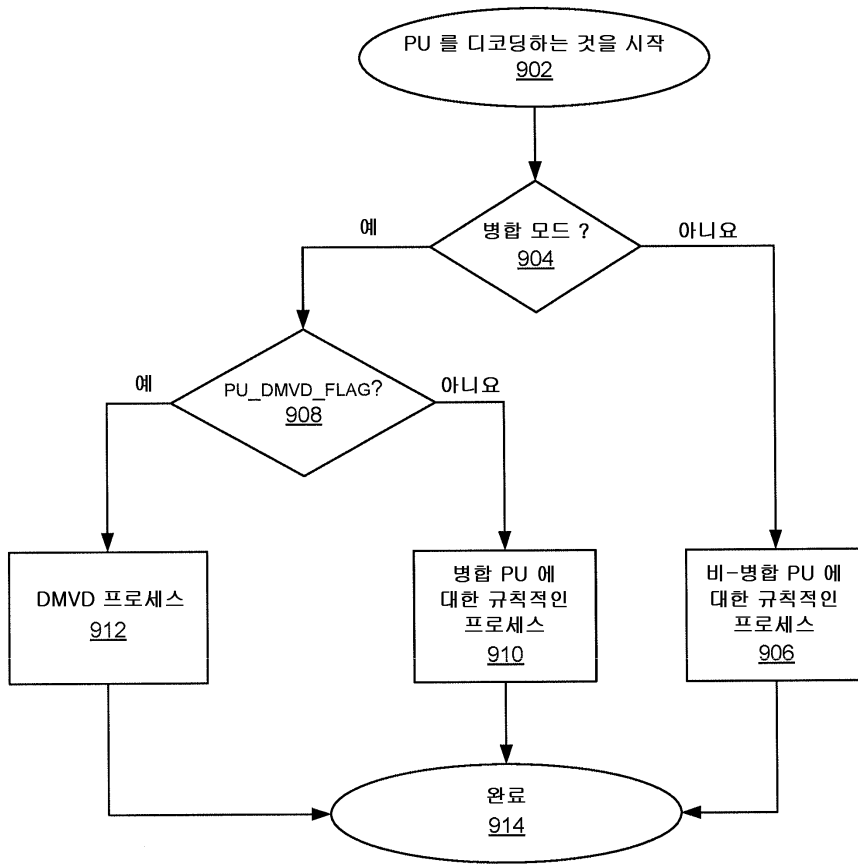 PU 를 디코딩하는 것을 시작
902
예
병합 모드 ?
904
아니요
예
PU_DMVD_FLAG?
908
아니요
DMVD 프로세스
912
병합 PU 에
대한 규칙적인
프로세스
910
비-병합 PU 에
대한 규칙적인
프로세스
906
완료
914